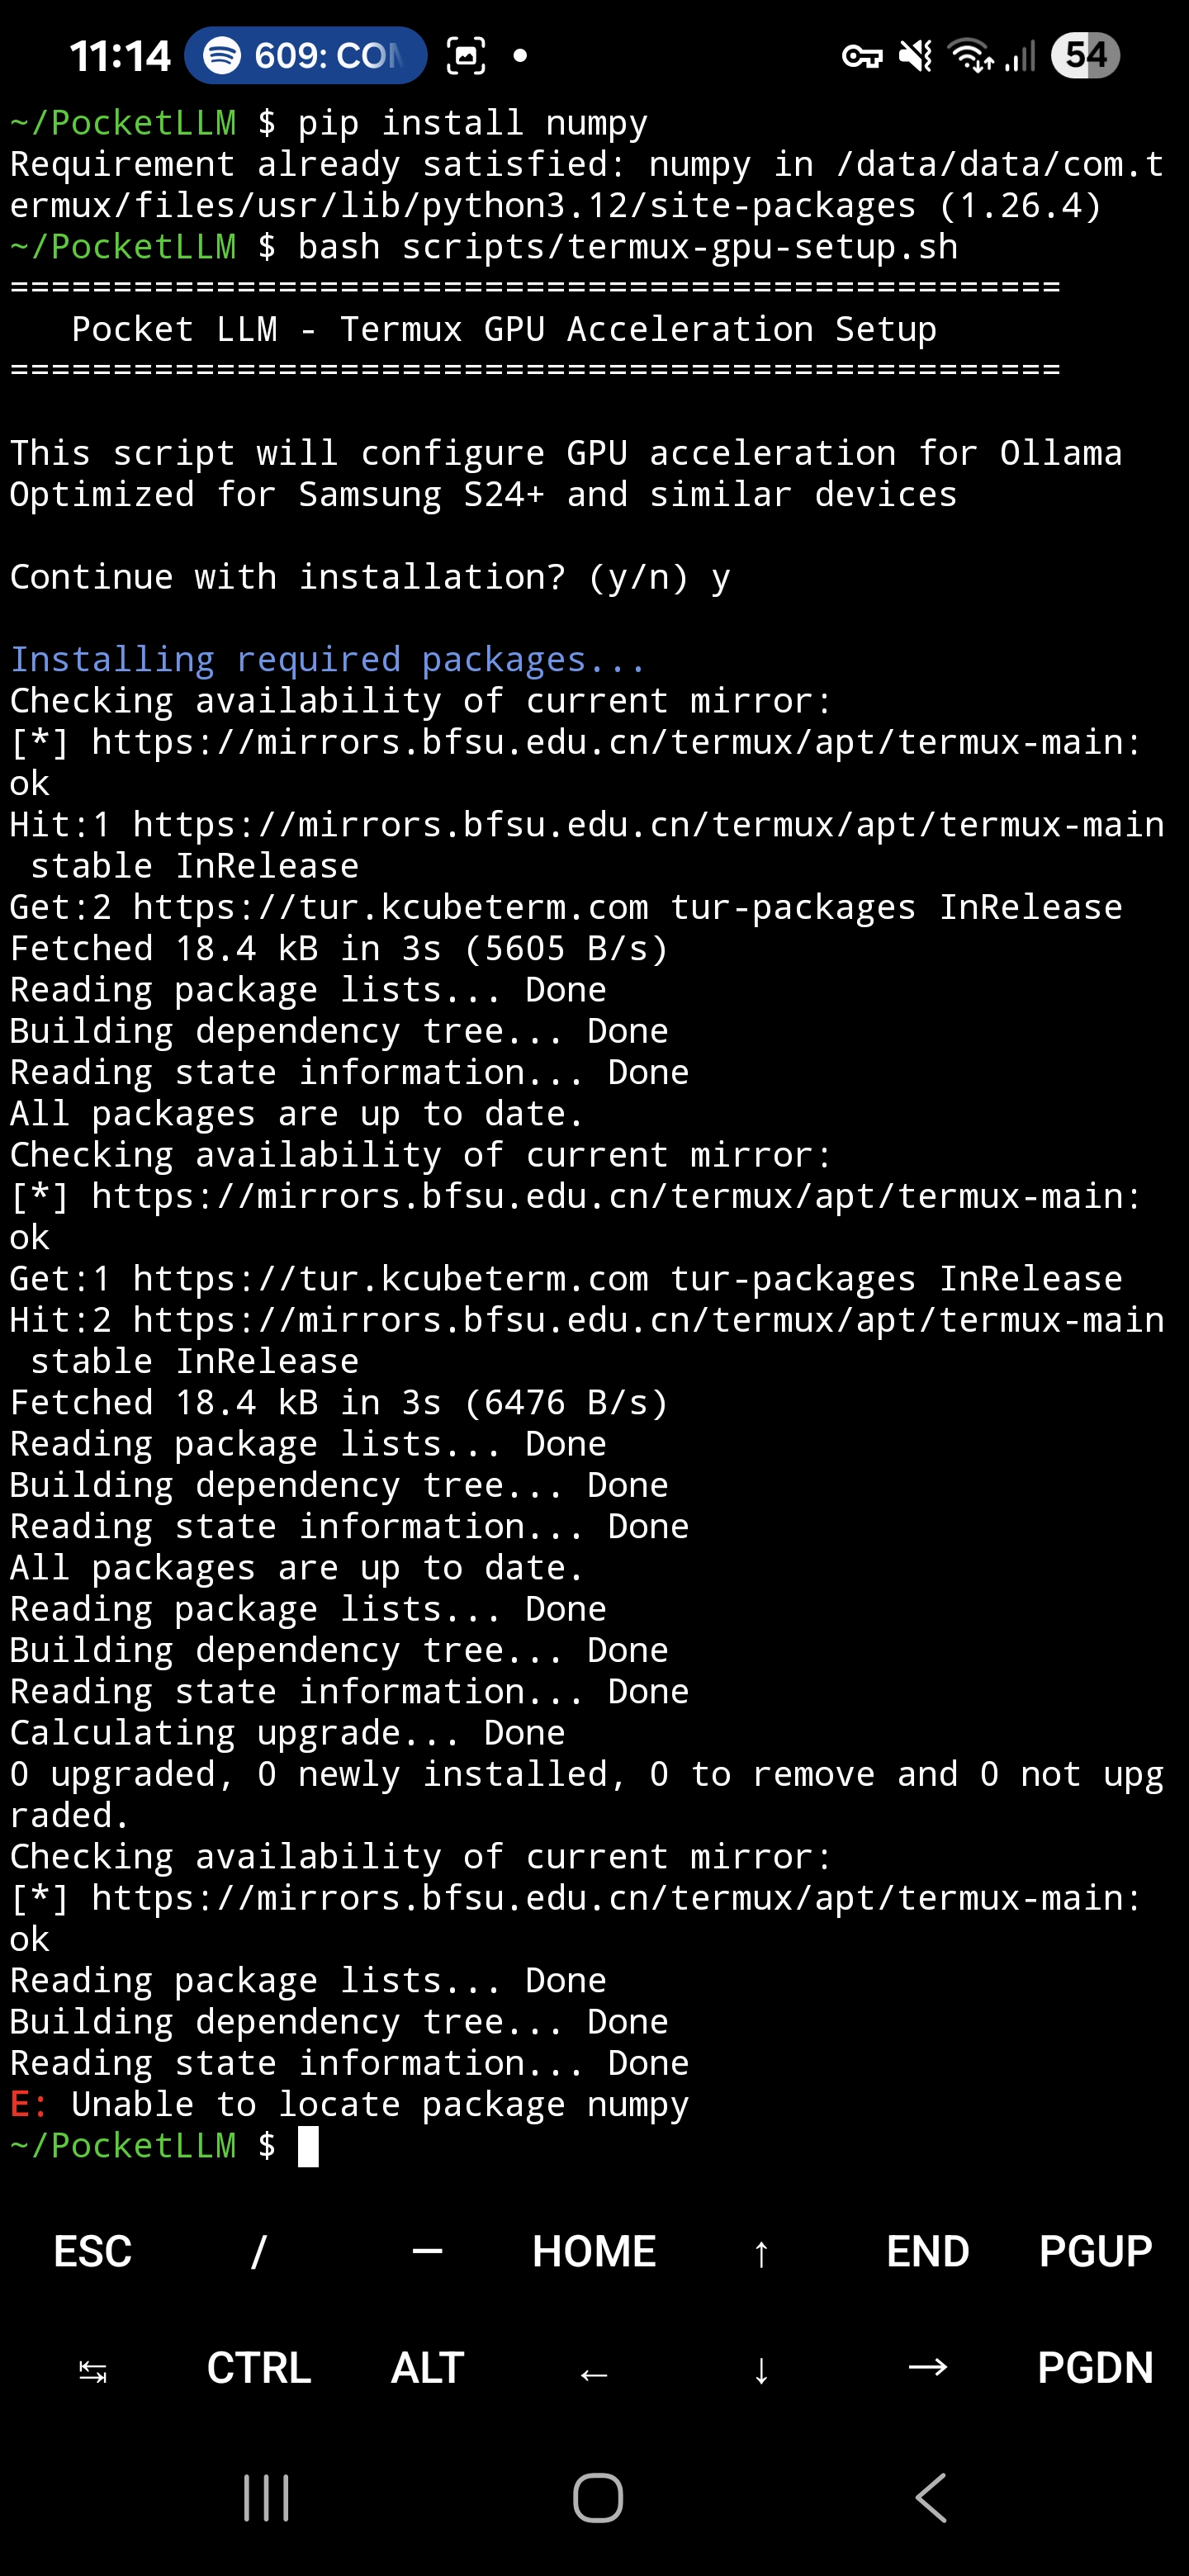 11:14 609: CON 54
~/PocketLLM $ pip install numpy
Requirement already satisfied: numpy in /data/data/com.t
ermux/files/usr/lib/python3.12/site-packages (1.26.4)
~/PocketLLM $ bash scripts/termux-gpu-setup.sh
===================================================
   Pocket LLM - Termux GPU Acceleration Setup
===================================================

This script will configure GPU acceleration for Ollama
Optimized for Samsung S24+ and similar devices

Continue with installation? (y/n) y

Installing required packages...
Checking availability of current mirror:
[*] https://mirrors.bfsu.edu.cn/termux/apt/termux-main:
ok
Hit:1 https://mirrors.bfsu.edu.cn/termux/apt/termux-main
 stable InRelease
Get:2 https://tur.kcubeterm.com tur-packages InRelease
Fetched 18.4 kB in 3s (5605 B/s)
Reading package lists... Done
Building dependency tree... Done
Reading state information... Done
All packages are up to date.
Checking availability of current mirror:
[*] https://mirrors.bfsu.edu.cn/termux/apt/termux-main:
ok
Get:1 https://tur.kcubeterm.com tur-packages InRelease
Hit:2 https://mirrors.bfsu.edu.cn/termux/apt/termux-main
 stable InRelease
Fetched 18.4 kB in 3s (6476 B/s)
Reading package lists... Done
Building dependency tree... Done
Reading state information... Done
All packages are up to date.
Reading package lists... Done
Building dependency tree... Done
Reading state information... Done
Calculating upgrade... Done
0 upgraded, 0 newly installed, 0 to remove and 0 not upg
raded.
Checking availability of current mirror:
[*] https://mirrors.bfsu.edu.cn/termux/apt/termux-main:
ok
Reading package lists... Done
Building dependency tree... Done
Reading state information... Done
E: Unable to locate package numpy
~/PocketLLM $
ESC / — HOME ↑ END PGUP
↹ CTRL ALT ← ↓ → PGDN